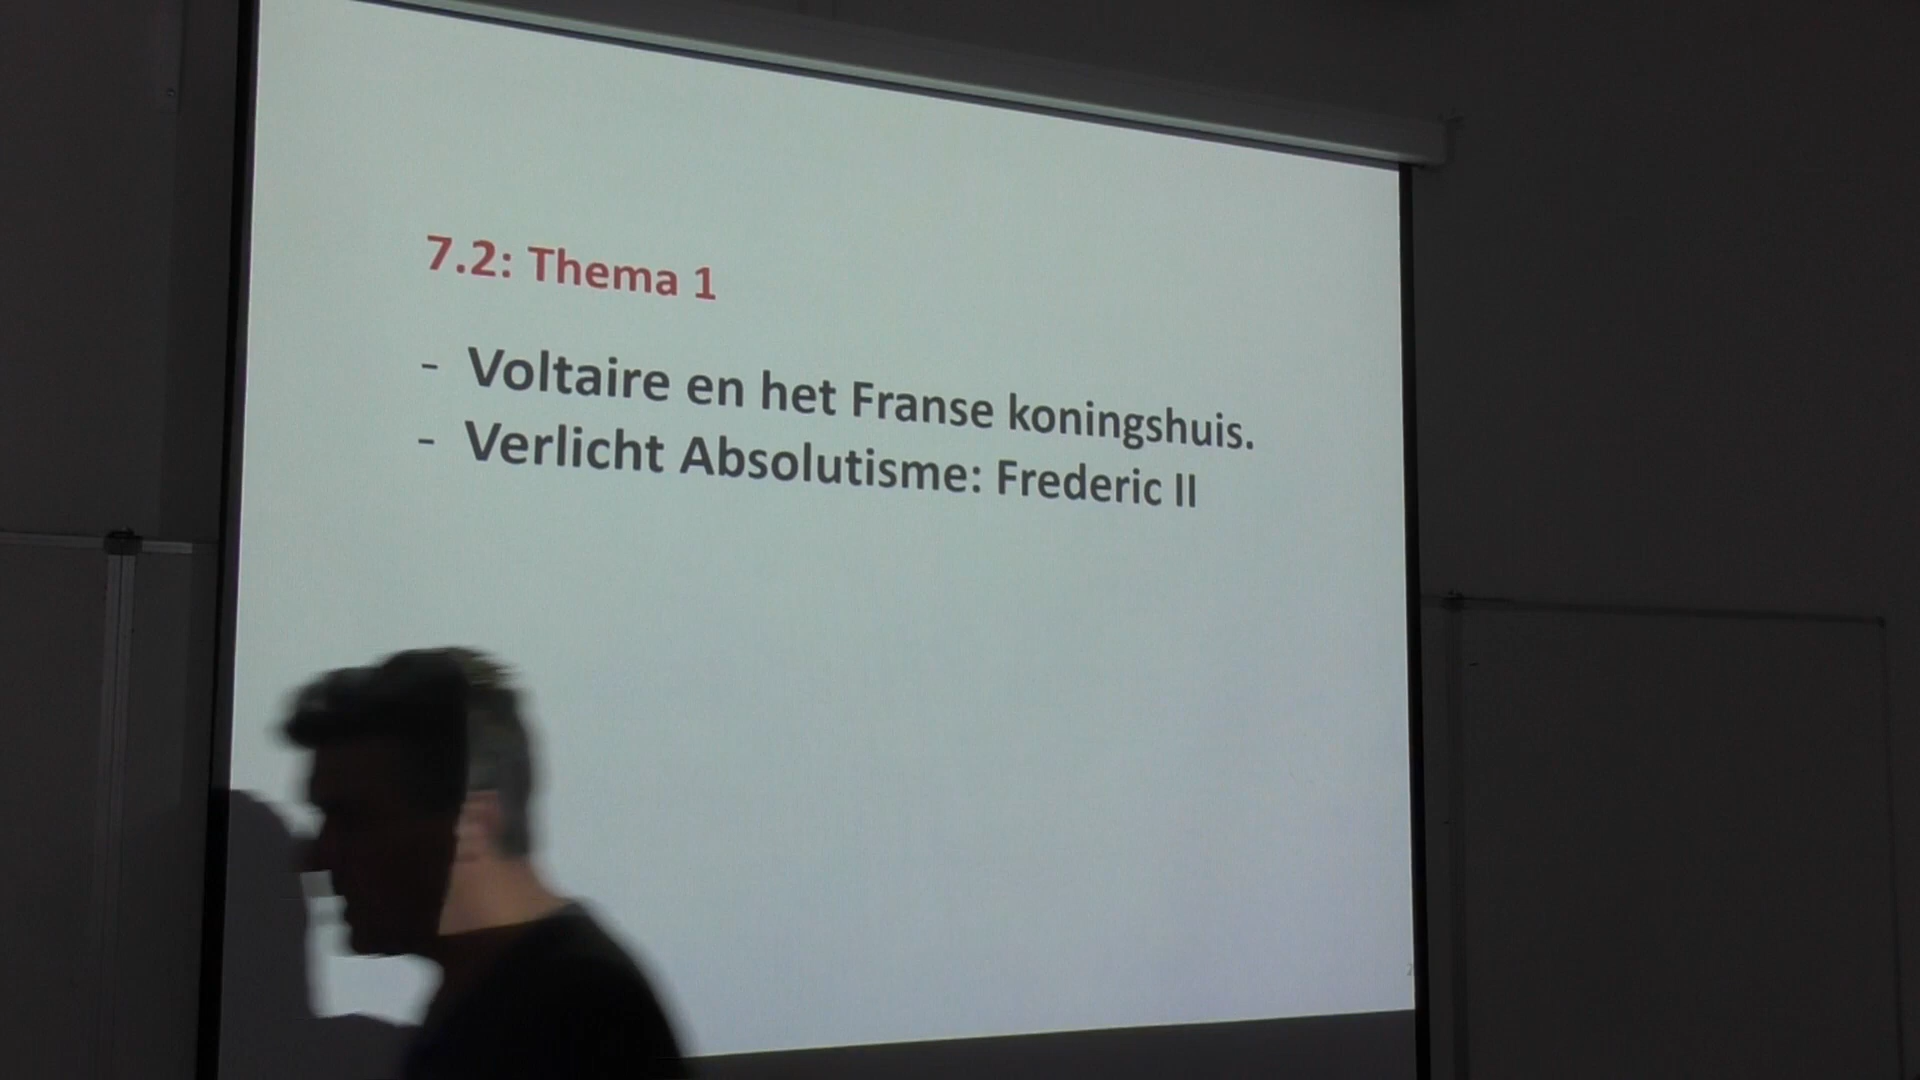 7.2: Thema 1
- Voltaire en het Franse koningshuis.
- Verlicht Absolutisme: Frederic II